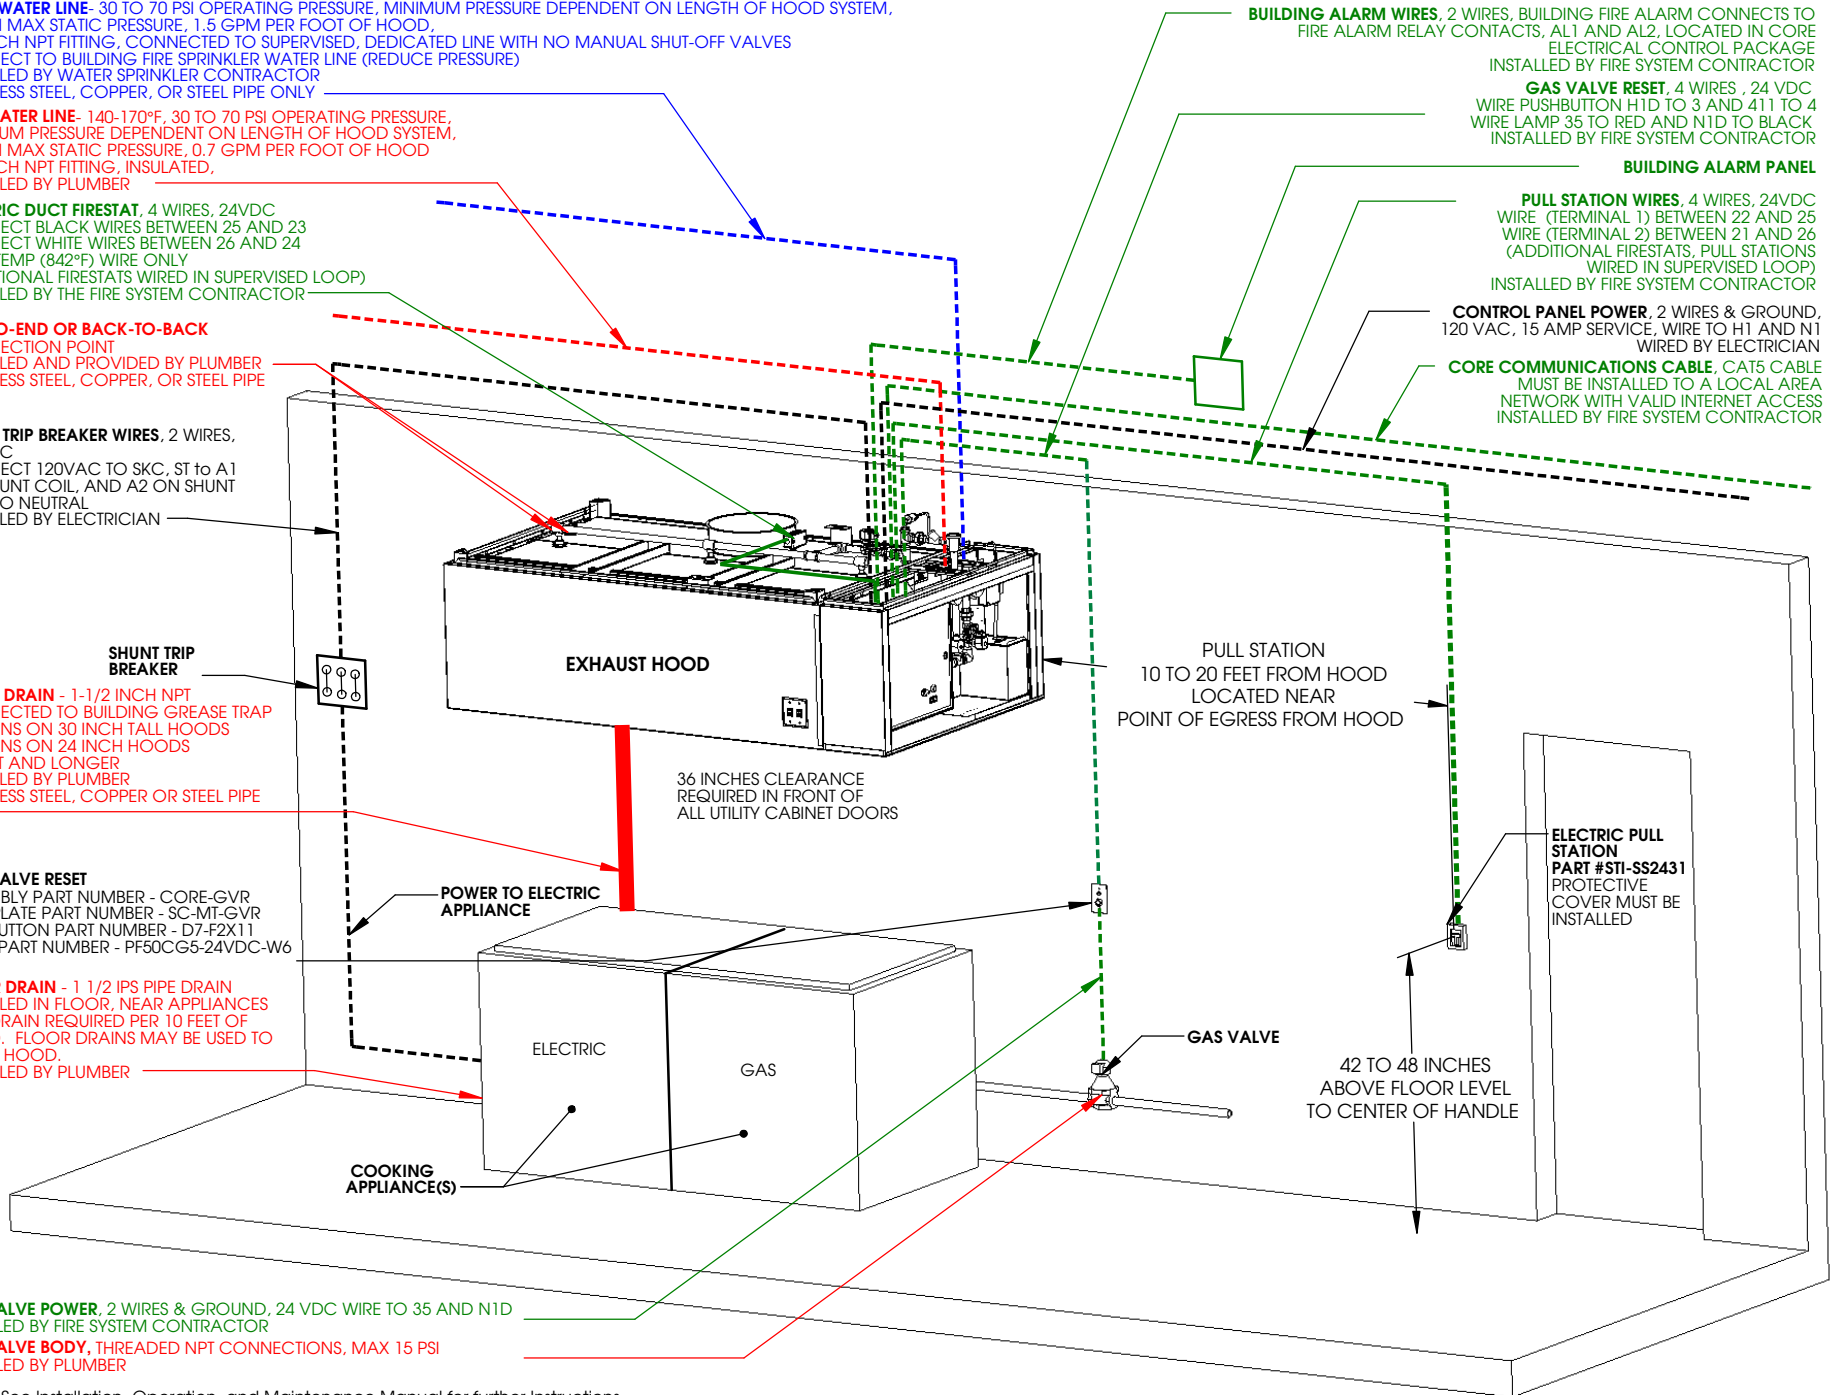 WATER LINE- 30 TO 70 PSI OPERATING PRESSURE, MINIMUM PRESSURE DEPENDENT ON LENGTH OF HOOD SYSTEM,
MAX STATIC PRESSURE, 1.5 GPM PER FOOT OF HOOD,
CH NPT FITTING, CONNECTED TO SUPERVISED, DEDICATED LINE WITH NO MANUAL SHUT-OFF VALVES
ECT TO BUILDING FIRE SPRINKLER WATER LINE (REDUCE PRESSURE)
LED BY WATER SPRINKLER CONTRACTOR
ESS STEEL, COPPER, OR STEEL PIPE ONLY
ATER LINE- 140-170°F, 30 TO 70 PSI OPERATING PRESSURE,
UM PRESSURE DEPENDENT ON LENGTH OF HOOD SYSTEM,
MAX STATIC PRESSURE, 0.7 GPM PER FOOT OF HOOD
CH NPT FITTING, INSULATED,
LED BY PLUMBER
RIC DUCT FIRESTAT, 4 WIRES, 24VDC
ECT BLACK WIRES BETWEEN 25 AND 23
ECT WHITE WIRES BETWEEN 26 AND 24
TEMP (842°F) WIRE ONLY
TIONAL FIRESTATS WIRED IN SUPERVISED LOOP)
LED BY THE FIRE SYSTEM CONTRACTOR
O-END OR BACK-TO-BACK
ECTION POINT
LED AND PROVIDED BY PLUMBER
ESS STEEL, COPPER, OR STEEL PIPE
TRIP BREAKER WIRES, 2 WIRES,
C
ECT 120VAC TO SKC, ST to A1
UNT COIL, AND A2 ON SHUNT
O NEUTRAL
LED BY ELECTRICIAN
SHUNT TRIP
BREAKER
DRAIN - 1-1/2 INCH NPT
ECTED TO BUILDING GREASE TRAP
NS ON 30 INCH TALL HOODS
NS ON 24 INCH HOODS
T AND LONGER
LED BY PLUMBER
ESS STEEL, COPPER OR STEEL PIPE
ALVE RESET
BLY PART NUMBER - CORE-GVR
PLATE PART NUMBER - SC-MT-GVR
UTTON PART NUMBER - D7-F2X11
PART NUMBER - PF50CG5-24VDC-W6
DRAIN - 1 1/2 IPS PIPE DRAIN
LED IN FLOOR, NEAR APPLIANCES
DRAIN REQUIRED PER 10 FEET OF
. FLOOR DRAINS MAY BE USED TO
HOOD.
LED BY PLUMBER
BUILDING ALARM WIRES, 2 WIRES, BUILDING FIRE ALARM CONNECTS TO
FIRE ALARM RELAY CONTACTS, AL1 AND AL2, LOCATED IN CORE
ELECTRICAL CONTROL PACKAGE
INSTALLED BY FIRE SYSTEM CONTRACTOR
GAS VALVE RESET, 4 WIRES , 24 VDC
WIRE PUSHBUTTON H1D TO 3 AND 411 TO 4
WIRE LAMP 35 TO RED AND N1D TO BLACK
INSTALLED BY FIRE SYSTEM CONTRACTOR
BUILDING ALARM PANEL
PULL STATION WIRES, 4 WIRES, 24VDC
WIRE (TERMINAL 1) BETWEEN 22 AND 25
WIRE (TERMINAL 2) BETWEEN 21 AND 26
(ADDITIONAL FIRESTATS, PULL STATIONS
WIRED IN SUPERVISED LOOP)
INSTALLED BY FIRE SYSTEM CONTRACTOR
CONTROL PANEL POWER, 2 WIRES & GROUND,
120 VAC, 15 AMP SERVICE, WIRE TO H1 AND N1
WIRED BY ELECTRICIAN
CORE COMMUNICATIONS CABLE, CAT5 CABLE
MUST BE INSTALLED TO A LOCAL AREA
NETWORK WITH VALID INTERNET ACCESS
INSTALLED BY FIRE SYSTEM CONTRACTOR
EXHAUST HOOD
PULL STATION
10 TO 20 FEET FROM HOOD
LOCATED NEAR
POINT OF EGRESS FROM HOOD
36 INCHES CLEARANCE
REQUIRED IN FRONT OF
ALL UTILITY CABINET DOORS
POWER TO ELECTRIC
APPLIANCE
ELECTRIC PULL
STATION
PART #STI-SS2431
PROTECTIVE
COVER MUST BE
INSTALLED
ELECTRIC
GAS
GAS VALVE
42 TO 48 INCHES
ABOVE FLOOR LEVEL
TO CENTER OF HANDLE
COOKING
APPLIANCE(S)
ALVE POWER, 2 WIRES & GROUND, 24 VDC WIRE TO 35 AND N1D
LED BY FIRE SYSTEM CONTRACTOR
ALVE BODY, THREADED NPT CONNECTIONS, MAX 15 PSI
LED BY PLUMBER
See Installation, Operation, and Maintenance Manual for further Instructions